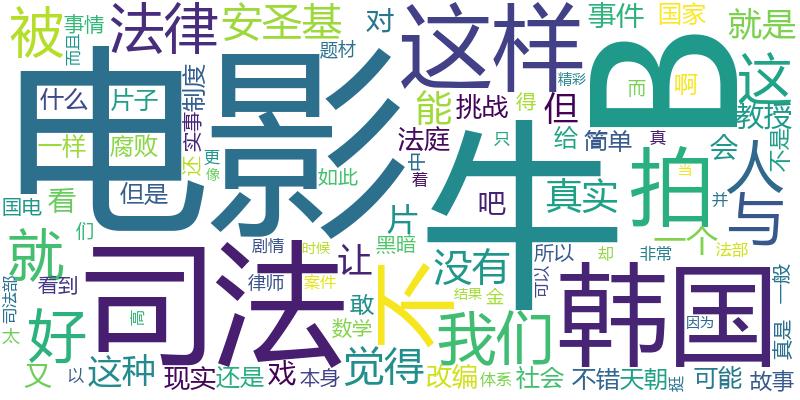 被
而且
事情
法律
安圣基
对
这样
事件
国家
就是
题材
电影
B
这
什么
片子
实事
制度
能
挑战
得
但
精彩
而
啊
教授
一样
腐败
还
更
像
法庭
中
着
牛
只
给
简单
真
会
不是
但是
如此
拍
当
人
国电
看
们
片
吧
真实
并
与
就
黑暗
一个
法部
司法
剧情
时候
让
不
没有
所以
却
非常
司法部
看到
律师
案件
敢
结果
金
可以
韩国
一般
太
好
高
数学
我们
因为
真是
又
以
这种
现实
还是
戏
本身
觉得
改编
体系
社会
不错
天朝
挺
可能
故事